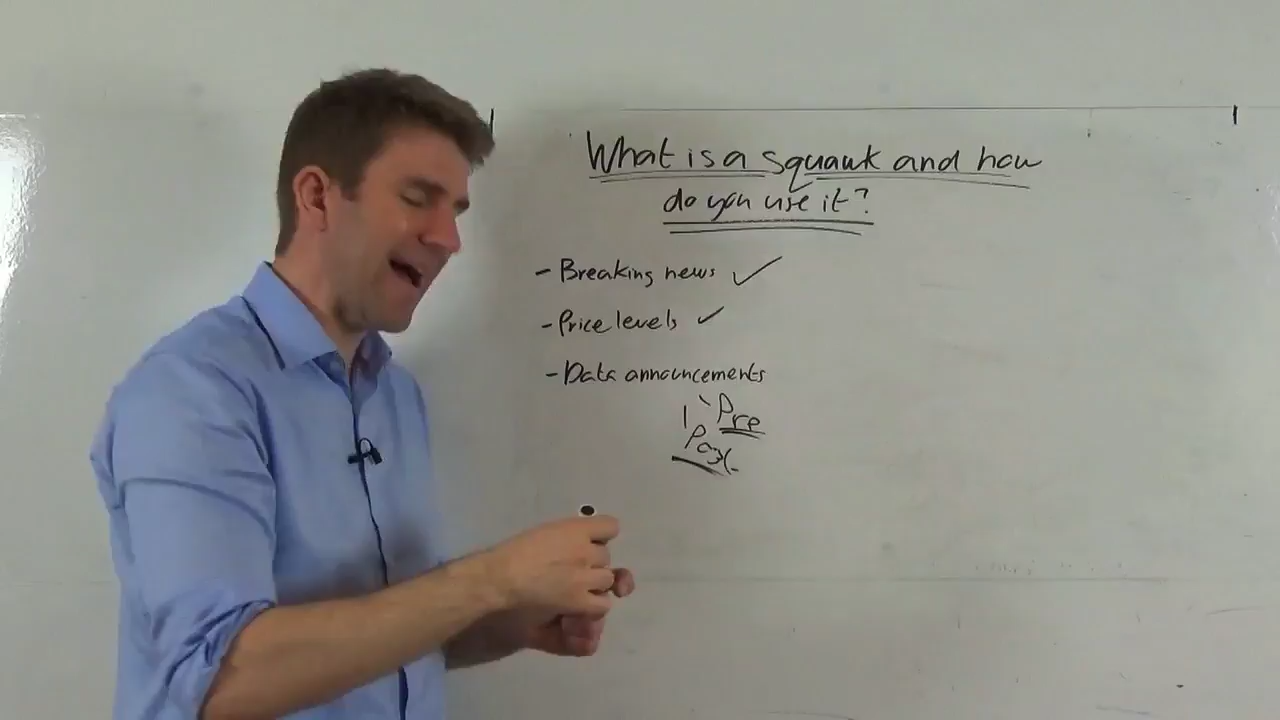 What is a squawk and how
do you use it?
- Breaking news ✓
- Price levels ✓
- Data announcements
Pre
Post